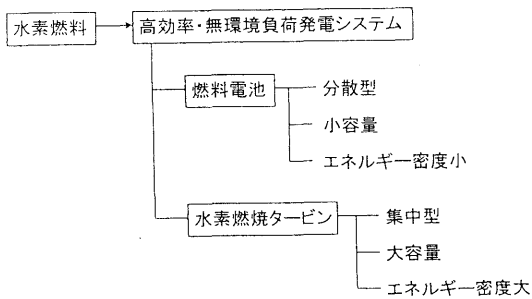 水素燃料
高効率・無環境負荷発電システム
燃料電池
分散型
小容量
エネルギー密度小
水素燃焼タービン
集中型
大容量
エネルギー密度大